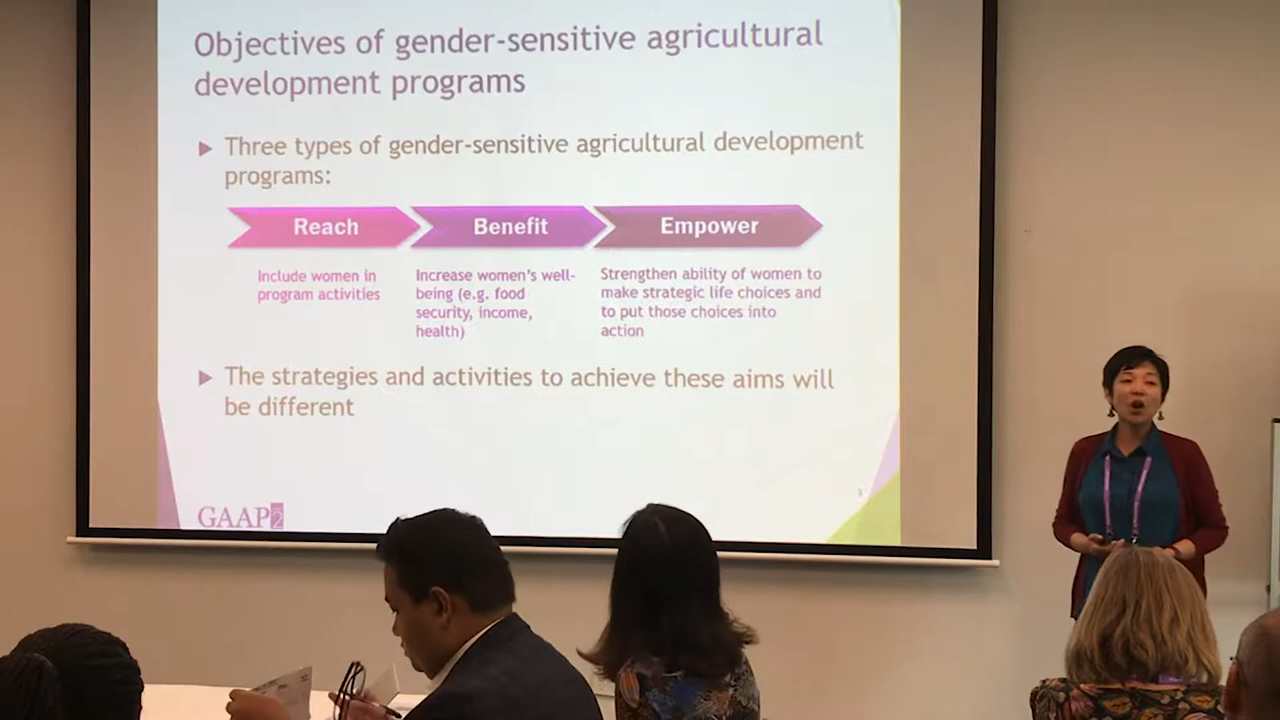 Objectives of gender-sensitive agricultural
development programs
Three types of gender-sensitive agricultural development
programs:
Reach
Benefit
Empower
Include women in
program activities
Increase women's well-
being (e.g. food
security, income,
health)
Strengthen ability of women to
make strategic life choices and
to put those choices into
action
The strategies and activities to achieve these aims will
be different
GAAP2